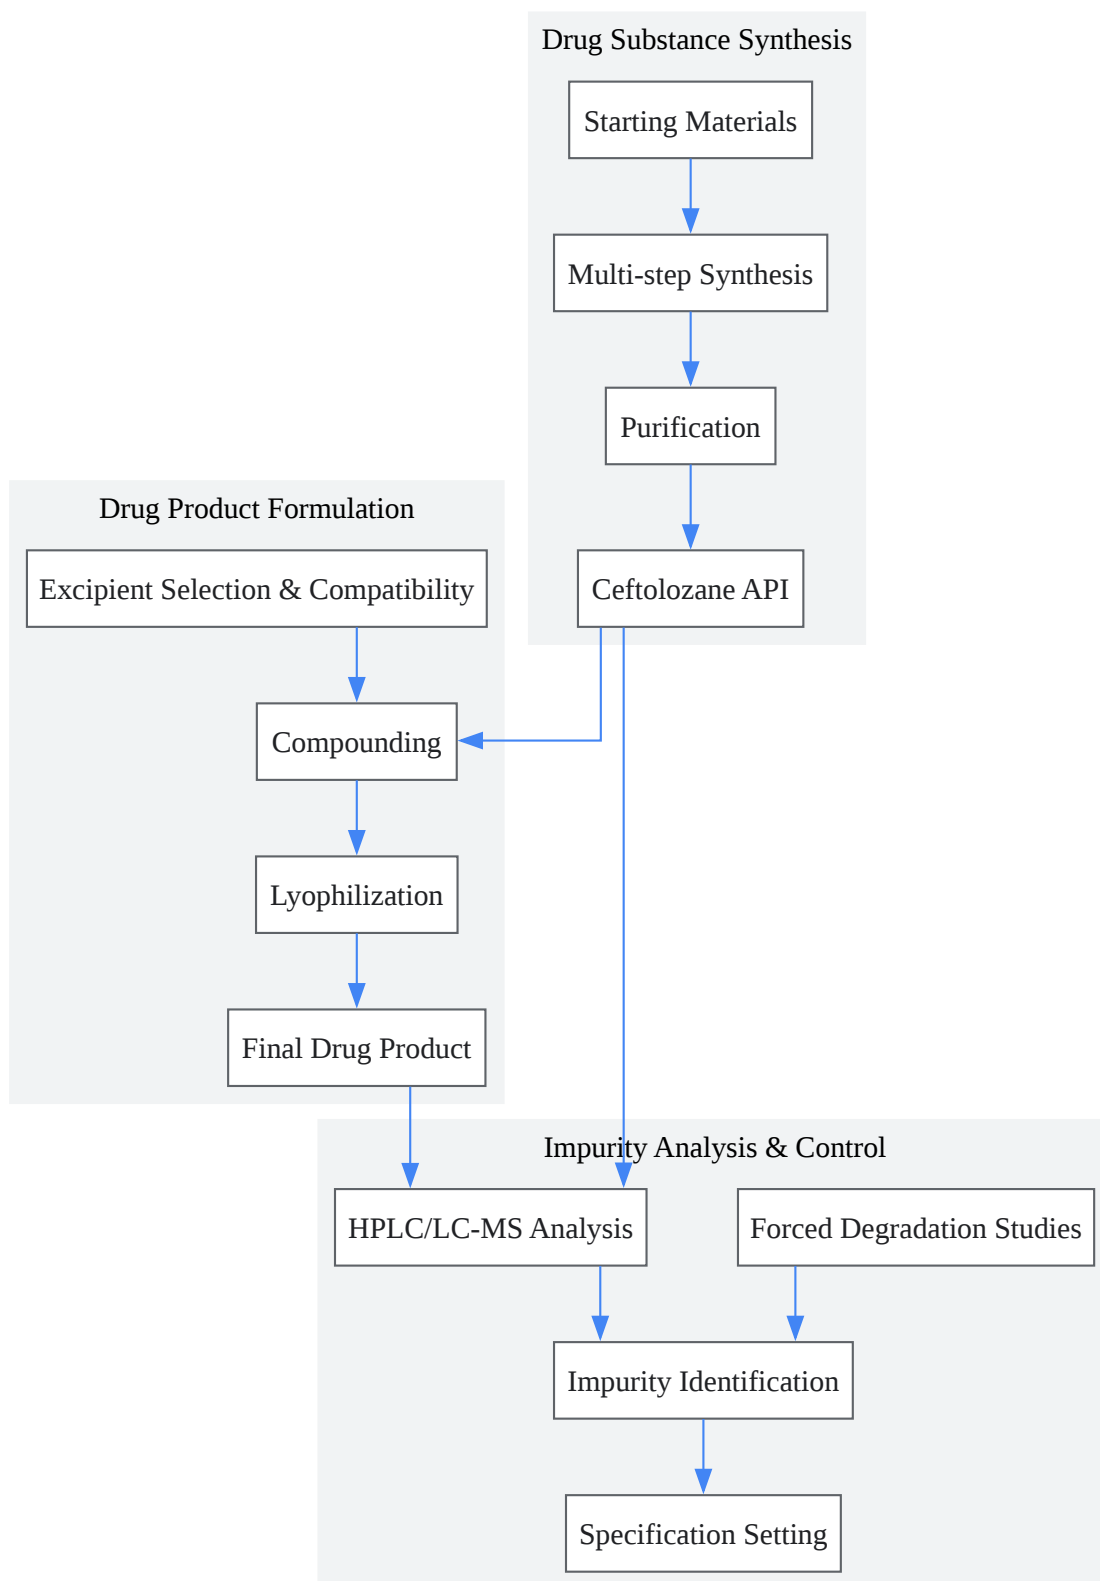 Drug Substance Synthesis
Starting Materials
Multi-step Synthesis
Purification
Ceftolozane API
Drug Product Formulation
Excipient Selection & Compatibility
Compounding
Lyophilization
Final Drug Product
Impurity Analysis & Control
HPLC/LC-MS Analysis
Forced Degradation Studies
Impurity Identification
Specification Setting